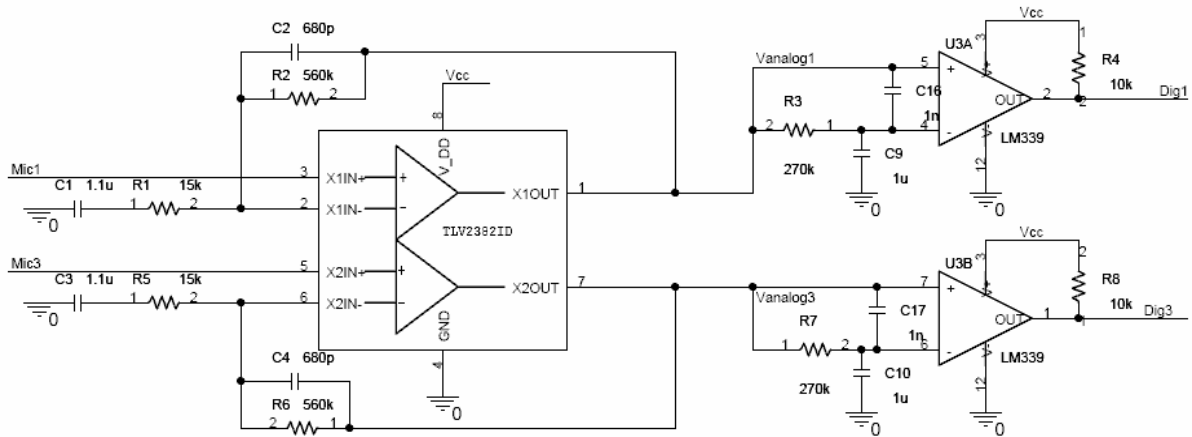 C2 680p
R2 560k
1 2
Vcc
8
V_DD
Mic1
C1 1.1u R1 15k
1 2
0
3 X1IN+ +
2 X1IN- -
X1OUT 1
TLV2382ID
Mic3
C3 1.1u R5 15k
1 2
0
5 X2IN+ +
6 X2IN- -
X2OUT 7
GND
4
0
C4 680p
R6 560k
2 1
Vanalog1
R3
2 1
270k
C16
1n
C9
1u
0
U3A
Vcc
3
V+
5 +
4 -
OUT 2
V-
12
LM339
0
1
R4
10k
2
Dig1
Vanalog3
R7
1 2
270k
C17
1n
C10
1u
0
U3B
Vcc
3
V+
7 +
6 -
OUT 1
V-
12
LM339
0
2
R8
10k
1
Dig3